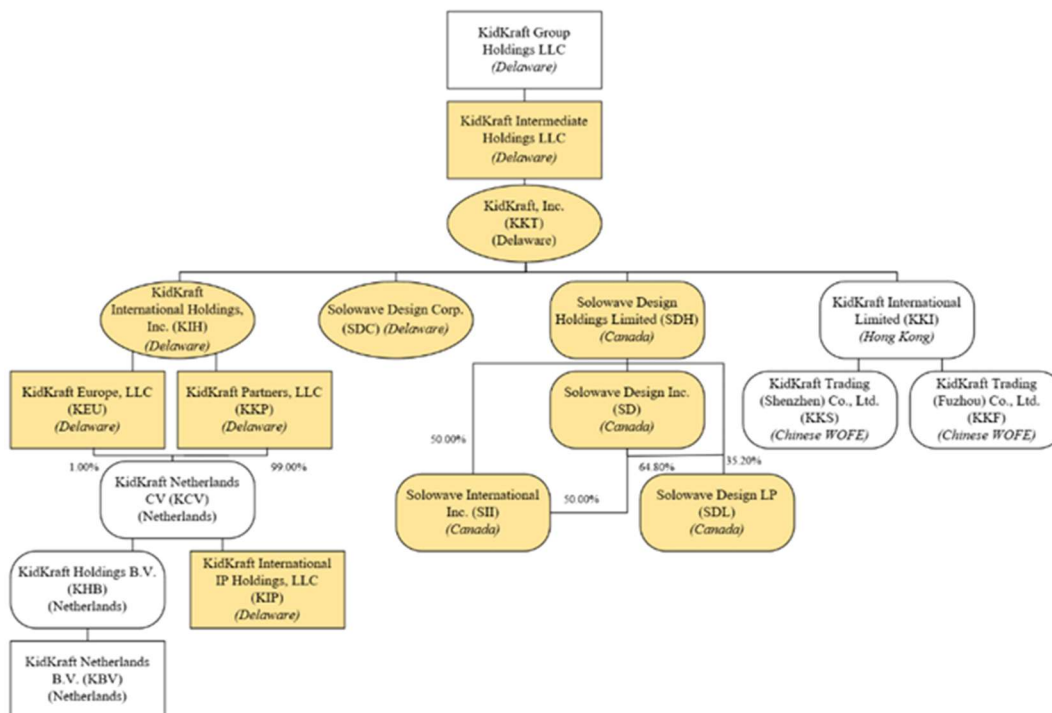 KidKraft Group
Holdings LLC
(Delaware)
KidKraft Intermediate
Holdings LLC
(Delaware)
KidKraft, Inc.
(KKT)
(Delaware)
KidKraft
International Holdings,
Inc. (KIH)
(Delaware)
Solowave Design Corp.
(SDC) (Delaware)
Solowave Design
Holdings Limited (SDH)
(Canada)
KidKraft International
Limited (KKI)
(Hong Kong)
KidKraft Europe, LLC
(KEU)
(Delaware)
KidKraft Partners, LLC
(KKP)
(Delaware)
Solowave Design Inc.
(SD)
(Canada)
KidKraft Trading
(Shenzhen) Co., Ltd.
(KKS)
(Chinese WOFE)
KidKraft Trading
(Fuzhou) Co., Ltd.
(KKF)
(Chinese WOFE)
50.00%
1.00%
99.00%
64.80%
35.20%
KidKraft Netherlands
CV (KCV)
(Netherlands)
Solowave International
Inc. (SII)
(Canada)
50.00%
Solowave Design LP
(SDL)
(Canada)
KidKraft Holdings B.V.
(KHB)
(Netherlands)
KidKraft International
IP Holdings, LLC
(KIP)
(Delaware)
KidKraft Netherlands
B.V. (KBV)
(Netherlands)